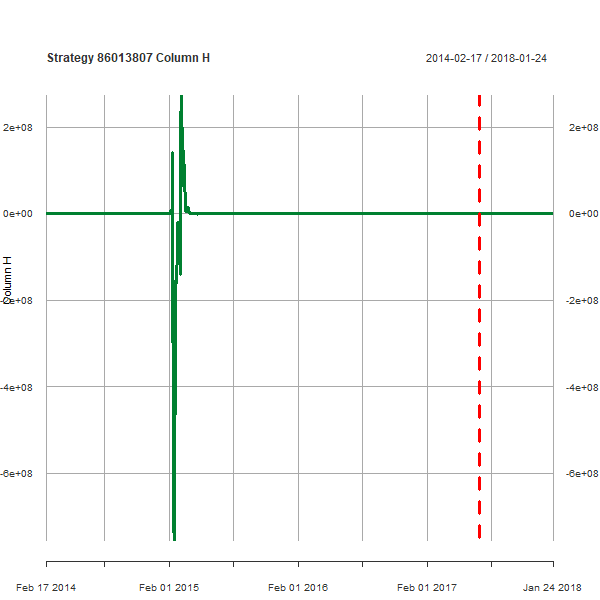 Strategy 86013807 Column H
2014-02-17 / 2018-01-24
2e+08
2e+08
0e+00
0e+00
Column H
-2e+08
-2e+08
-4e+08
-4e+08
-6e+08
-6e+08
Feb 17 2014
Feb 01 2015
Feb 01 2016
Feb 01 2017
Jan 24 2018